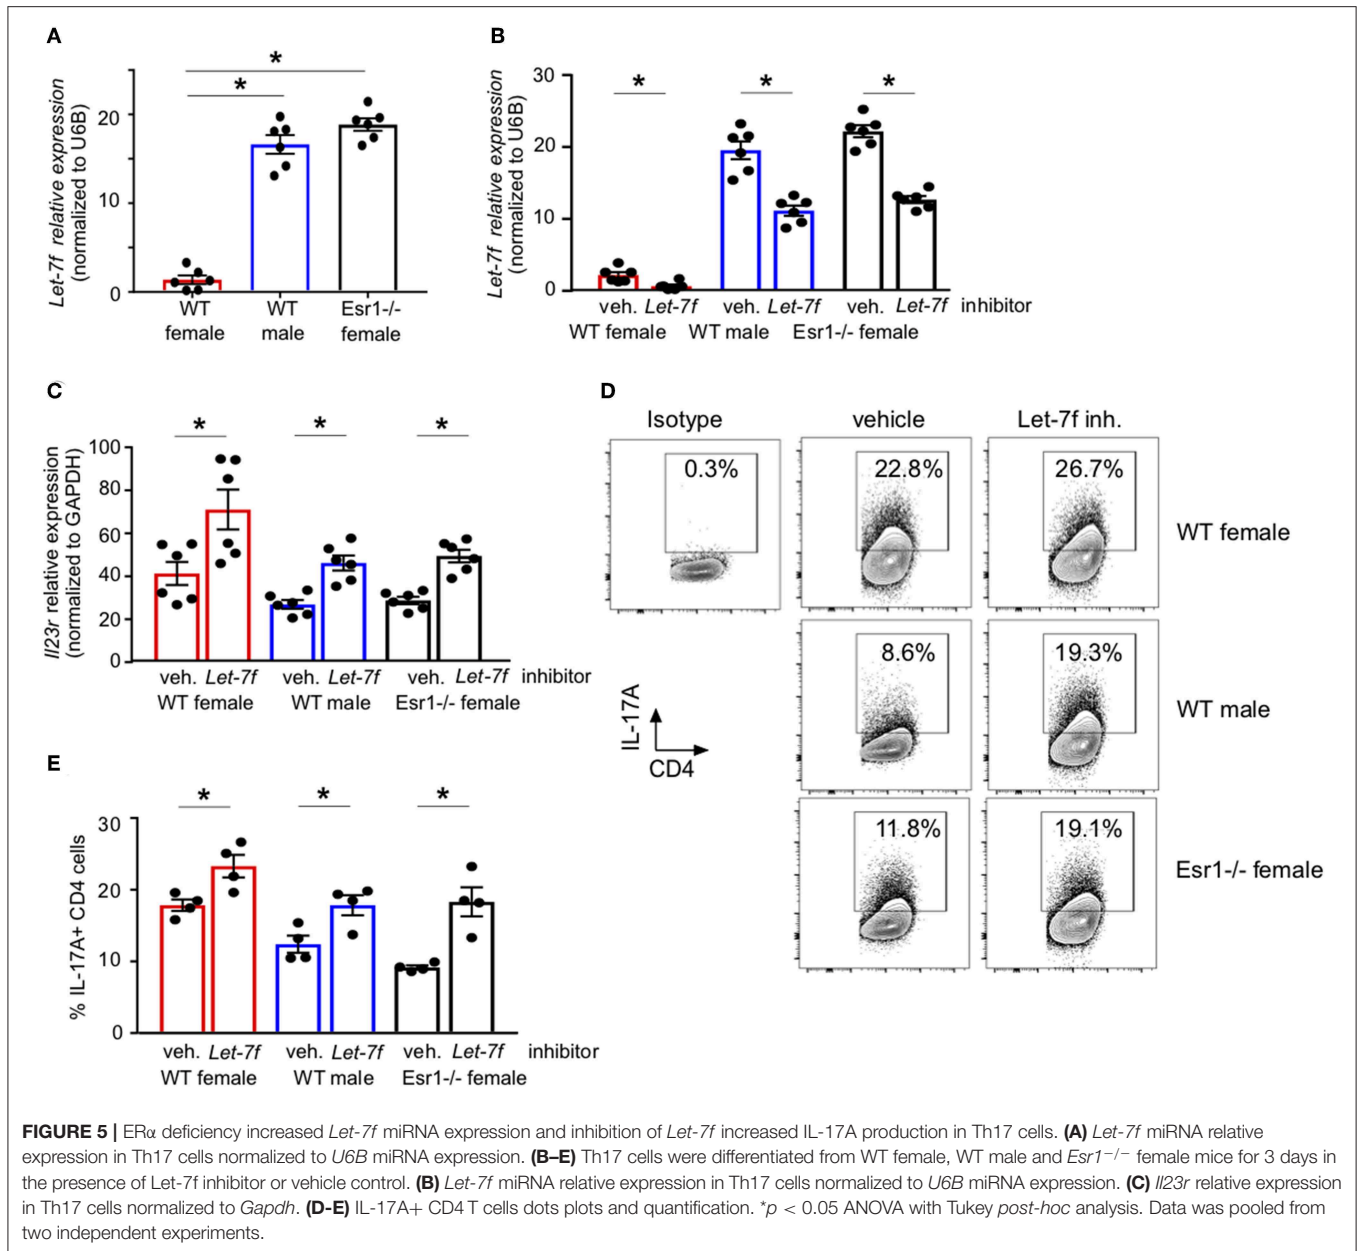 A
Let-7f relative expression
(normalized to U6B)
20
10
0
*
*
WT female
WT male
Esr1-/- female
B
Let-7f relative expression
(normalized to U6B)
30
20
10
0
* * *
veh. Let-7f veh. Let-7f veh. Let-7f inhibitor
WT female WT male Esr1-/- female
C
Il23r relative expression
(normalized to GAPDH)
100
80
60
40
20
0
* * *
veh. Let-7f veh. Let-7f veh. Let-7f inhibitor
WT female WT male Esr1-/- female
D
Isotype vehicle Let-7f inh.
0.3% 22.8% 26.7% WT female
8.6% 19.3% WT male
11.8% 19.1% Esr1-/- female
IL-17A
CD4
E
% IL-17A+ CD4 cells
30
20
10
0
* * *
veh. Let-7f veh. Let-7f veh. Let-7f inhibitor
WT female WT male Esr1-/- female
FIGURE 5 | ERα deficiency increased Let-7f miRNA expression and inhibition of Let-7f increased IL-17A production in Th17 cells. (A) Let-7f miRNA relative
expression in Th17 cells normalized to U6B miRNA expression. (B–E) Th17 cells were differentiated from WT female, WT male and Esr1−/− female mice for 3 days in
the presence of Let-7f inhibitor or vehicle control. (B) Let-7f miRNA relative expression in Th17 cells normalized to U6B miRNA expression. (C) Il23r relative expression
in Th17 cells normalized to Gapdh. (D-E) IL-17A+ CD4 T cells dots plots and quantification. *p < 0.05 ANOVA with Tukey post-hoc analysis. Data was pooled from
two independent experiments.